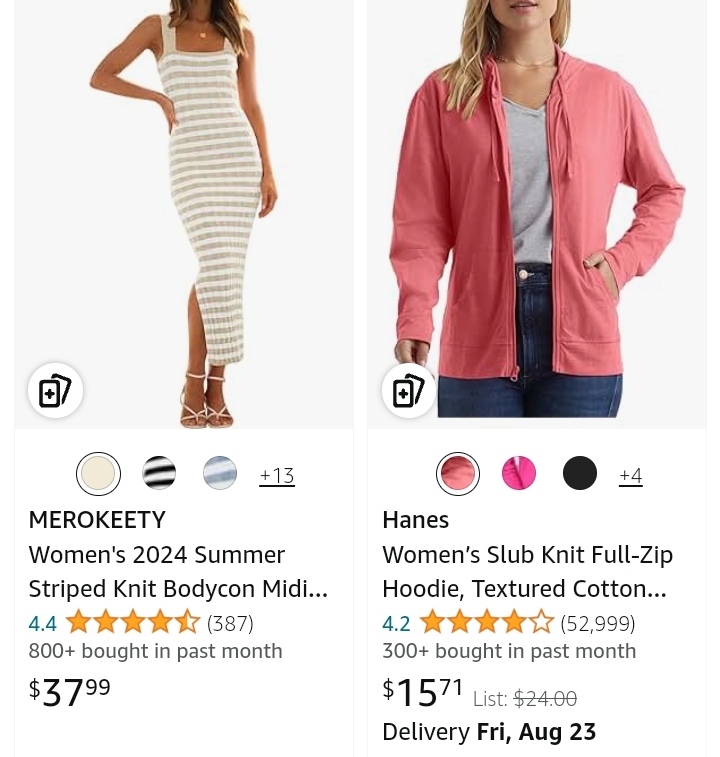 +13
MEROKEETY
Women's 2024 Summer
Striped Knit Bodycon Midi...
4.4 (387)
800+ bought in past month
$37 99
+4
Hanes
Women’s Slub Knit Full-Zip
Hoodie, Textured Cotton...
4.2 (52,999)
300+ bought in past month
$15 71 List: $24.00
Delivery Fri, Aug 23